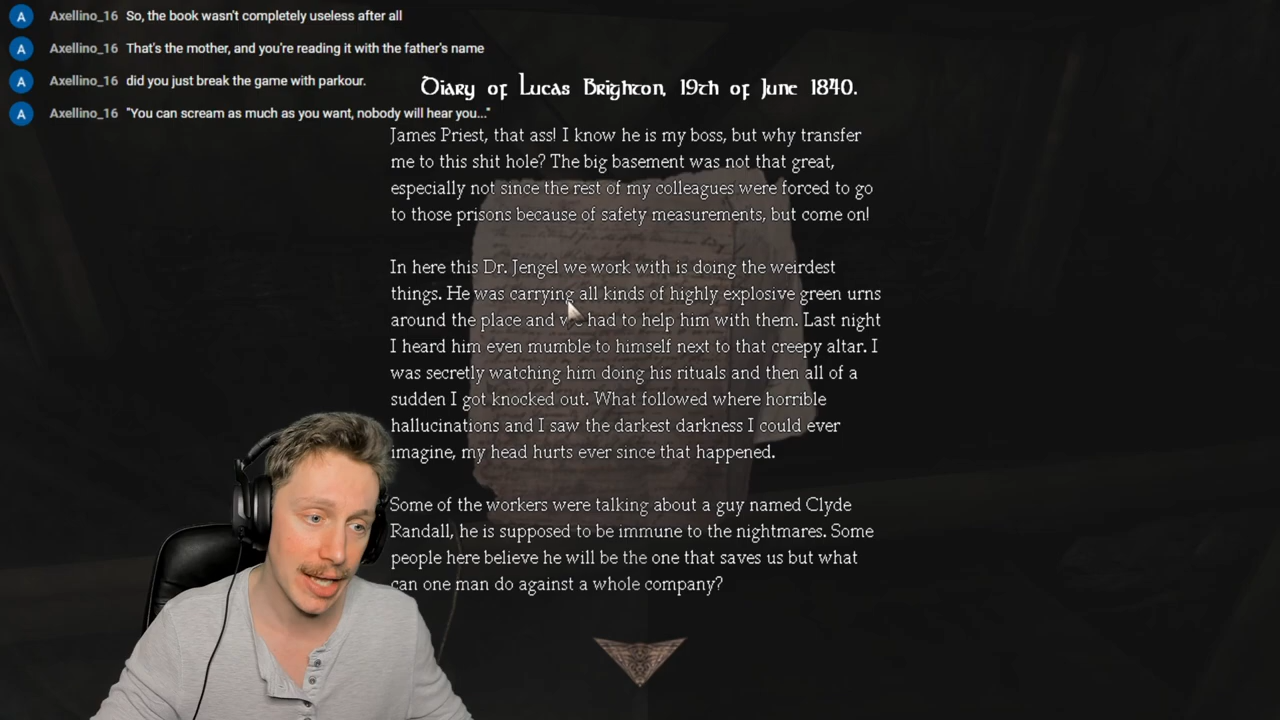 Axellino_16 So, the book wasn't completely useless after all
Axellino_16 That's the mother, and you're reading it with the father's name
Axellino_16 did you just break the game with parkour.
Axellino_16 "You can scream as much as you want, nobody will hear you..."
Diary of Lucas Brighton, 19th of June 1840.
James Priest, that ass! I know he is my boss, but why transfer
me to this shit hole? The big basement was not that great,
especially not since the rest of my colleagues were forced to go
to those prisons because of safety measurements, but come on!
In here this Dr. Jengel we work with is doing the weirdest
things. He was carrying all kinds of highly explosive green urns
around the place and we had to help him with them. Last night
I heard him even mumble to himself next to that creepy altar. I
was secretly watching him doing his rituals and then all of a
sudden I got knocked out. What followed where horrible
hallucinations and I saw the darkest darkness I could ever
imagine, my head hurts ever since that happened.
Some of the workers were talking about a guy named Clyde
Randall, he is supposed to be immune to the nightmares. Some
people here believe he will be the one that saves us but what
can one man do against a whole company?